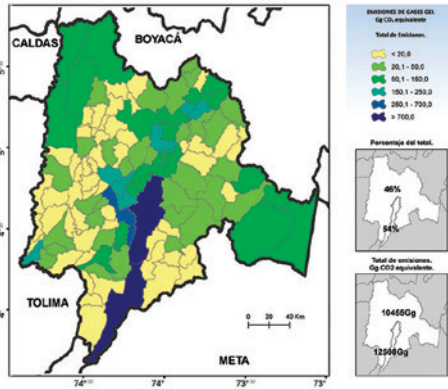 CALDAS
BOYACÁ
TOLIMA
META
0 20 40 Km
74°
74°
73°
EMISIONES DE GASES GEI.
Gg CO₂ equivalente
Total de Emisiones.
< 20,0
20,1 - 50,0
50,1 - 150,0
150,1 - 250,0
250,1 - 700,0
> 700,0
Porcentaje del total.
46%
54%
Total de emisiones.
Gg CO2 equivalente.
10455Gg